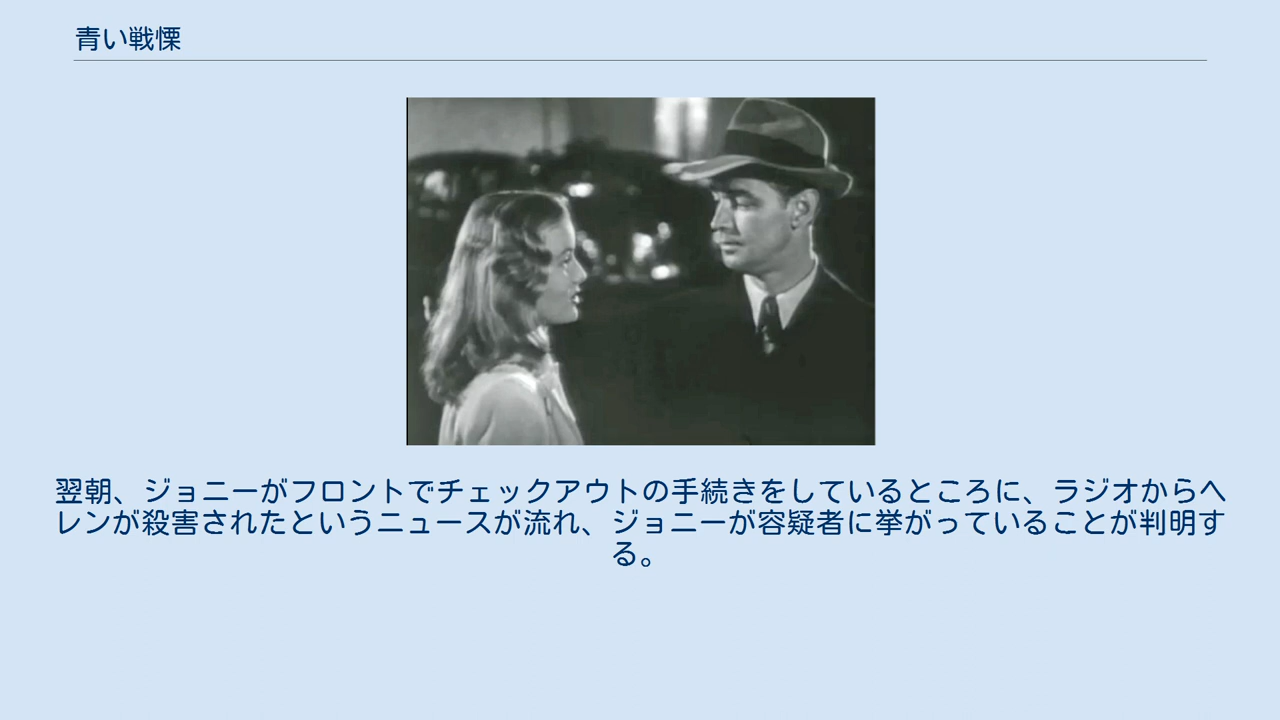 青い戦慄
翌朝、ジョニーがフロントでチェックアウトの手続きをしているところに、ラジオからヘ
レンが殺害されたというニュースが流れ、ジョニーが容疑者に挙がっていることが判明す
る。